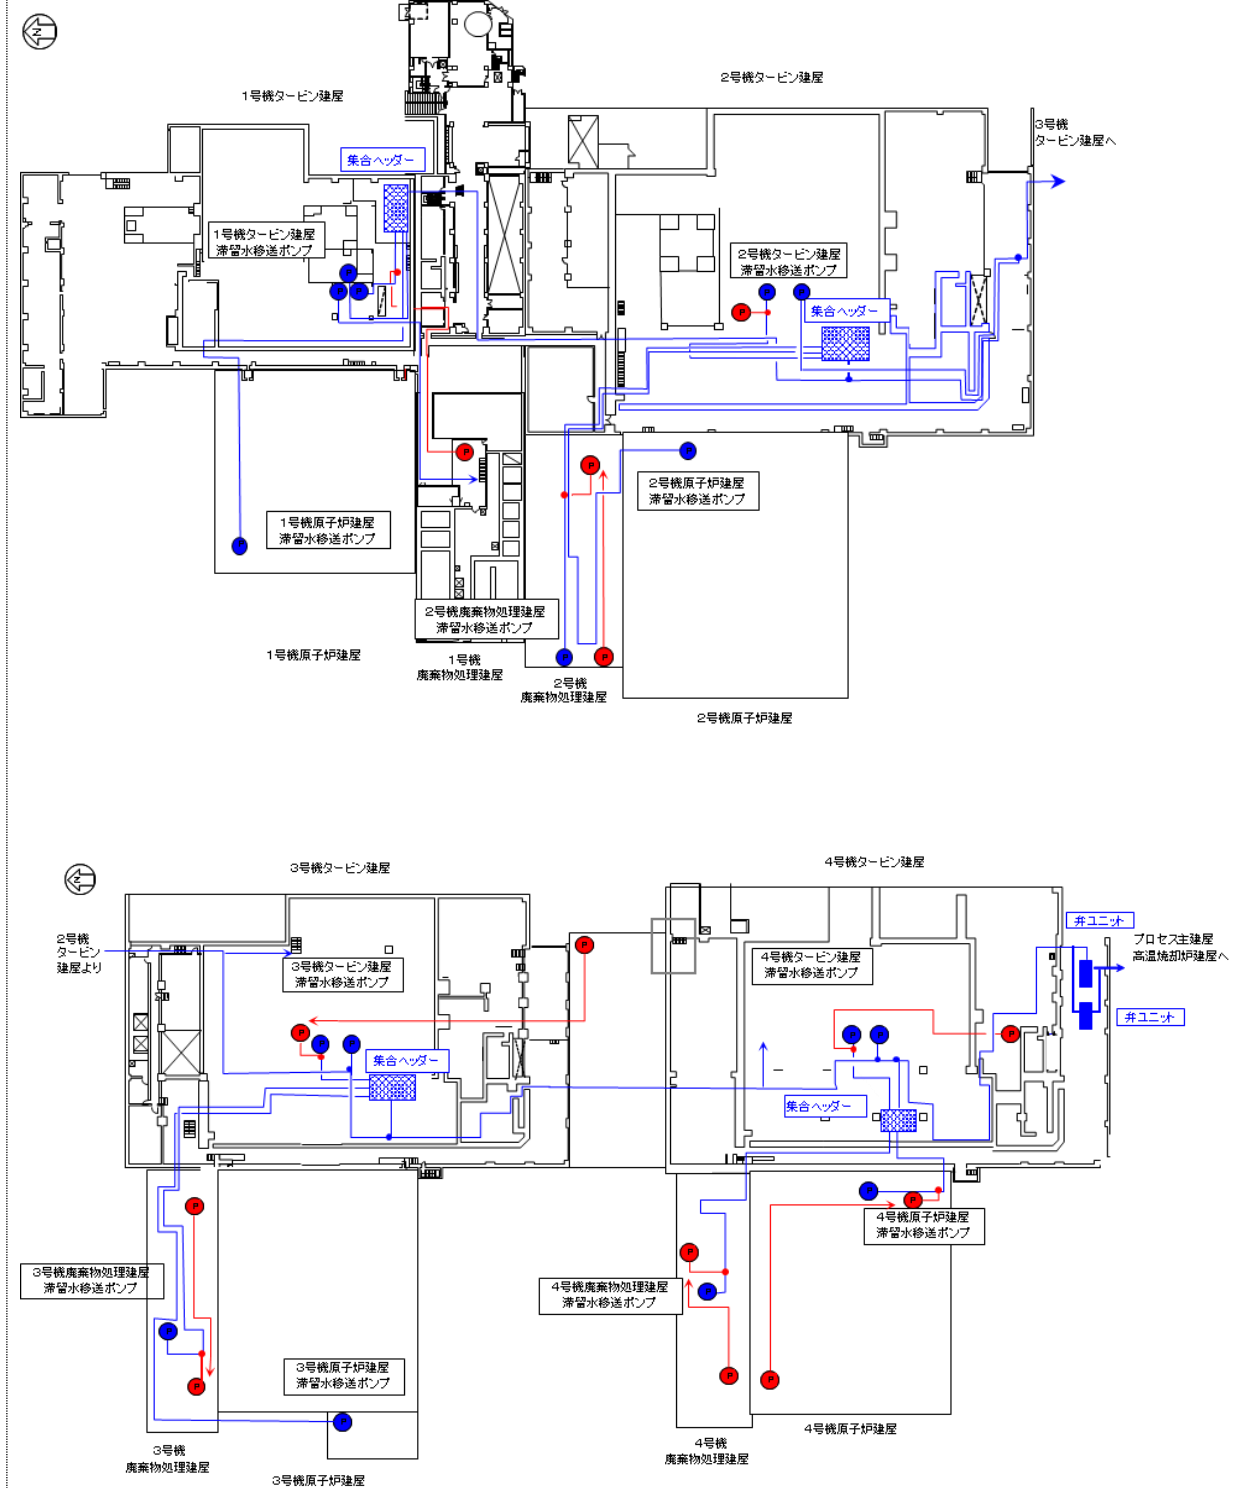 N
1号機タービン建屋
2号機タービン建屋
3号機
タービン建屋へ
集合ヘッダー
1号機タービン建屋
滞留水移送ポンプ
P
P
P
2号機タービン建屋
滞留水移送ポンプ
P
P
P
集合ヘッダー
P
P
P
2号機原子炉建屋
滞留水移送ポンプ
1号機原子炉建屋
滞留水移送ポンプ
2号機廃棄物処理建屋
滞留水移送ポンプ
P
P
1号機原子炉建屋
1号機
廃棄物処理建屋
2号機
廃棄物処理建屋
2号機原子炉建屋
N
3号機タービン建屋
4号機タービン建屋
2号機
タービン
建屋より
3号機タービン建屋
滞留水移送ポンプ
P
4号機タービン建屋
滞留水移送ポンプ
弁ユニット
プロセス主建屋
高温焼却炉建屋へ
弁ユニット
P
P
P
集合ヘッダー
P
P
P
集合ヘッダー
P
P
P
4号機原子炉建屋
滞留水移送ポンプ
3号機廃棄物処理建屋
滞留水移送ポンプ
P
P
P
4号機廃棄物処理建屋
滞留水移送ポンプ
P
P
3号機原子炉建屋
滞留水移送ポンプ
P
P
P
3号機
廃棄物処理建屋
3号機原子炉建屋
4号機
廃棄物処理建屋
4号機原子炉建屋